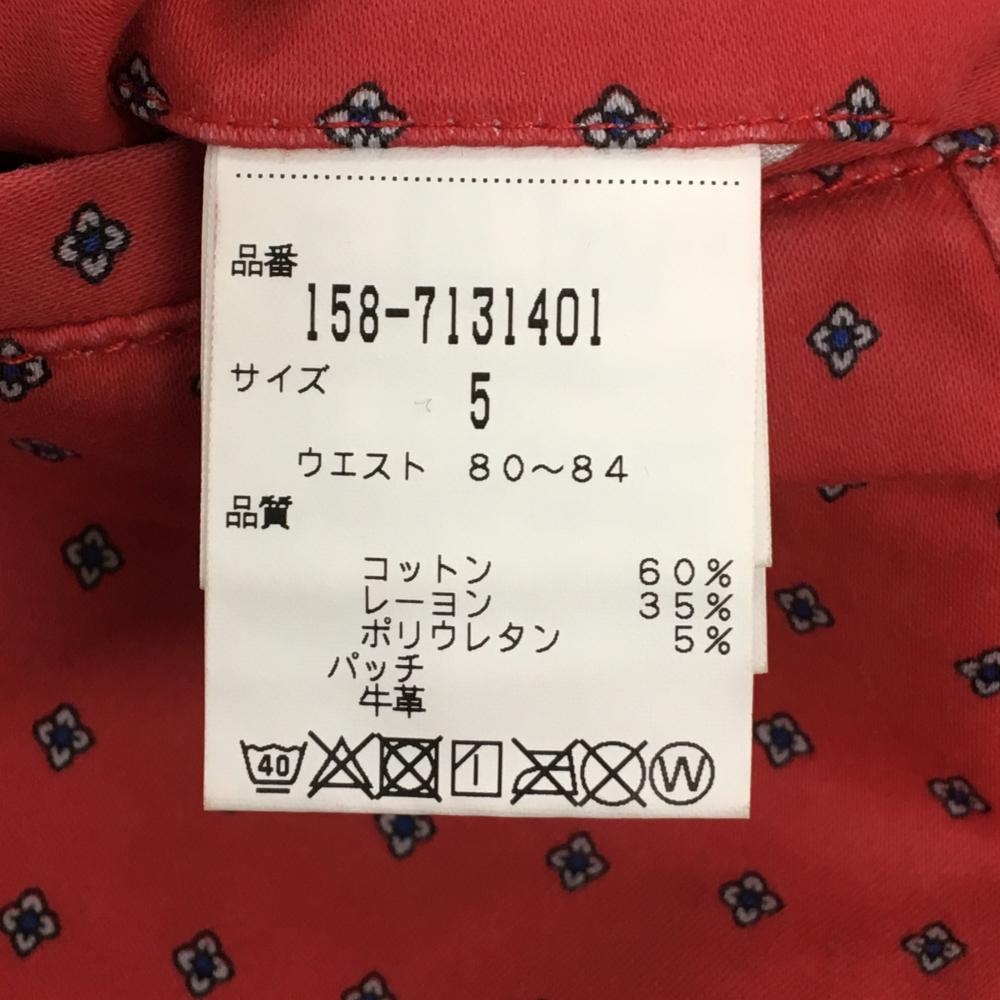 品番
158-7131401
サイズ
5
ウエスト 80〜84
品質
コットン 60%
レーヨン 35%
ポリウレタン 5%
パッチ
牛革
40 W